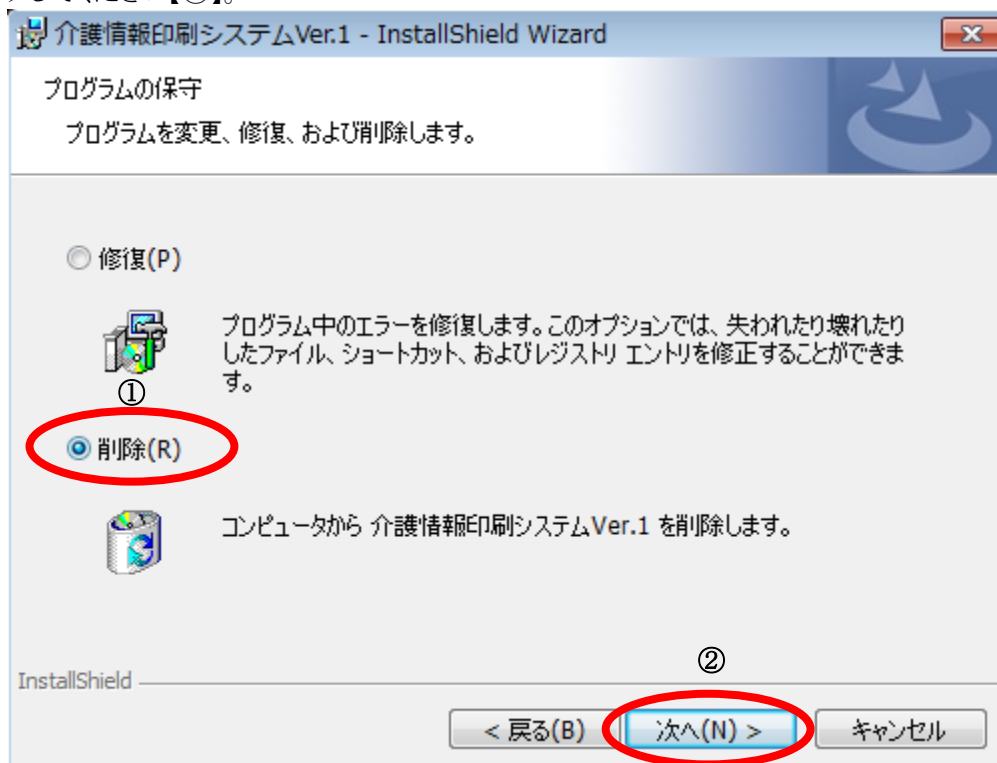 介護情報印刷システムVer.1 - InstallShield Wizard
プログラムの保守
プログラムを変更、修復、および削除します。
修復(P)
プログラム中のエラーを修復します。このオプションでは、失われたり壊れたり
したファイル、ショートカット、およびレジストリ エントリを修正することができま
す。
①
削除(R)
コンピュータから 介護情報印刷システムVer.1 を削除します。
②
InstallShield
< 戻る(B)
次へ(N) >
キャンセル